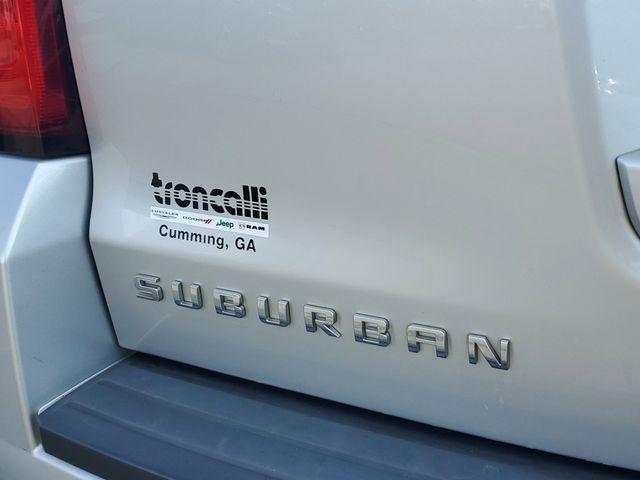 troncalli
CHRYSLER DODGE Jeep RAM
Cumming, GA
SUBURBAN